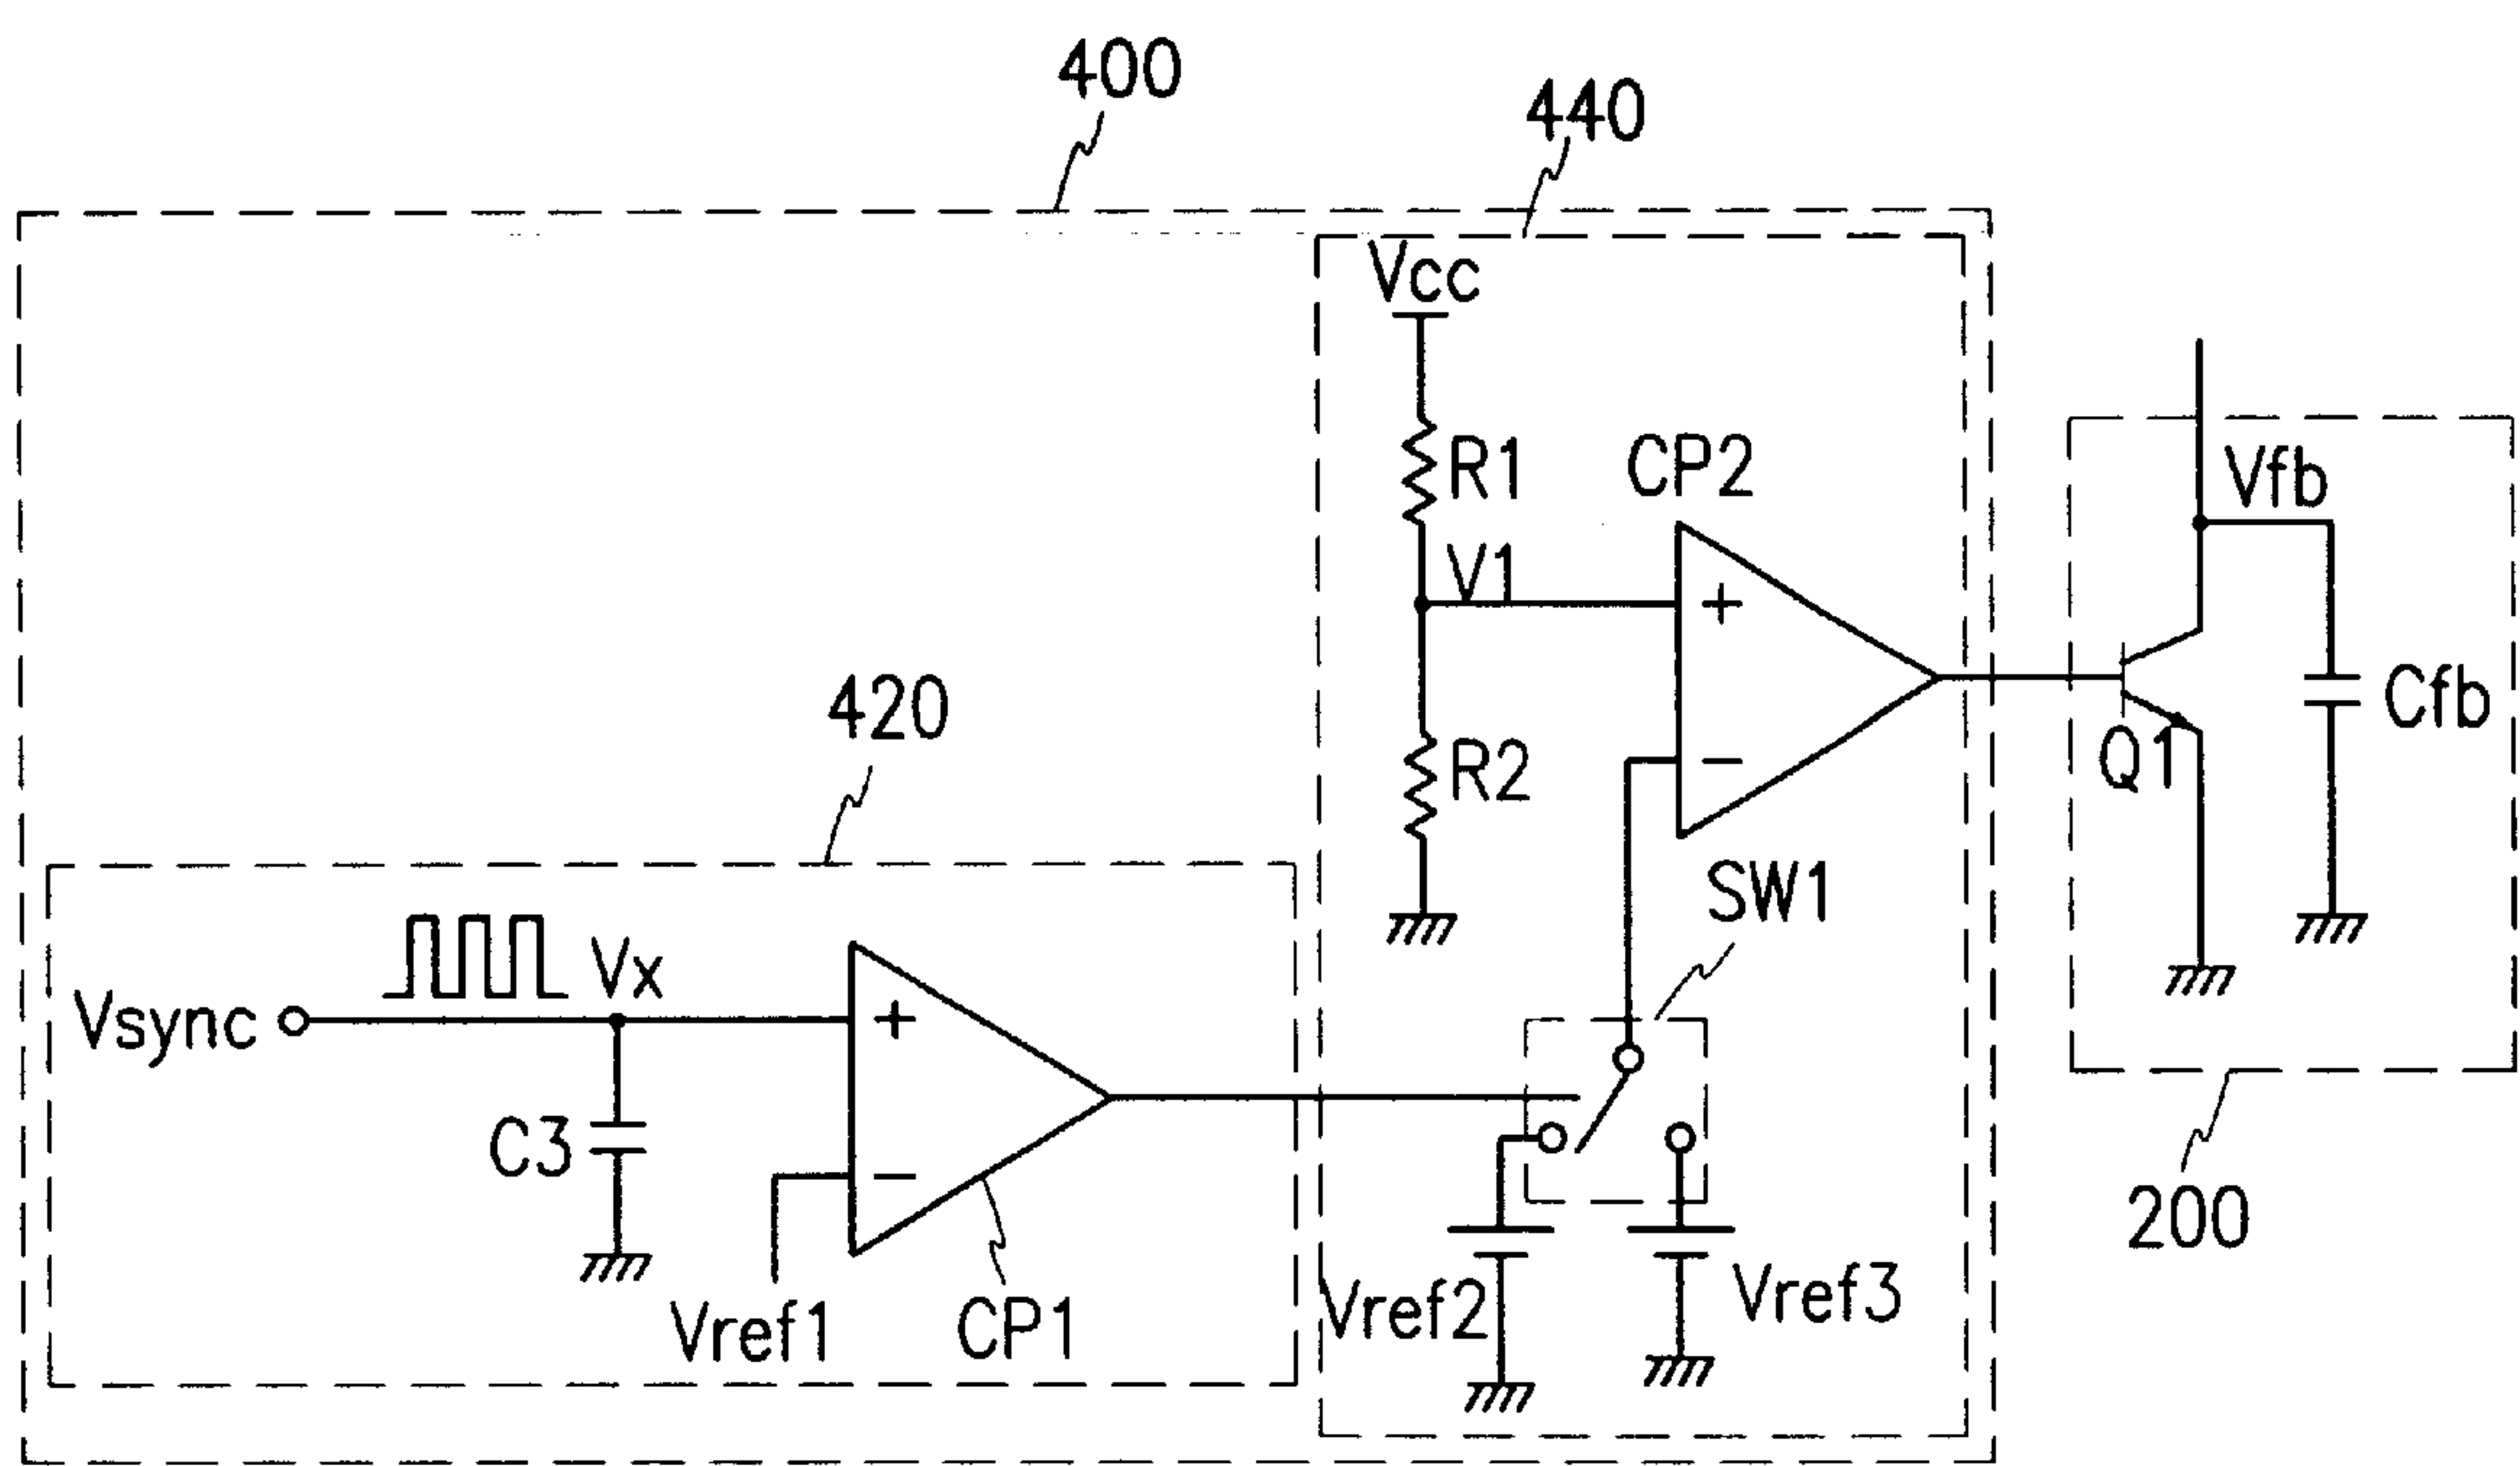 400
440
Vcc
R1
CP2
Vfb
V1
+
420
Cfb
Q1
R2
−
SW1
Vx
Vsync
+
C3
−
200
Vref1
CP1
Vref2
Vref3